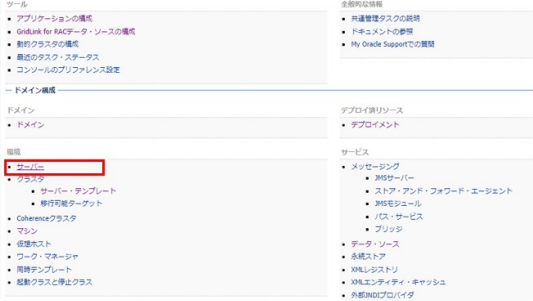 ツール
アプリケーションの構成
GridLink for RACデータ・ソースの構成
動的クラスタの構成
最近のタスク・ステータス
コンソールのプリファレンス設定
全般的な情報
共通管理タスクの説明
ドキュメントの参照
My Oracle Supportでの質問
ドメイン構成
ドメイン
ドメイン
デプロイ済リソース
デプロイメント
環境
サーバー
クラスタ
サーバー・テンプレート
移行可能ターゲット
Coherenceクラスタ
マシン
仮想ホスト
ワーク・マネージャ
同時テンプレート
起動クラスと停止クラス
サービス
メッセージング
JMSサーバー
ストア・アンド・フォワード・エージェント
JMSモジュール
パス・サービス
ブリッジ
データ・ソース
永続ストア
XMLレジストリ
XMLエンティティ・キャッシュ
外部JNDIプロバイダ